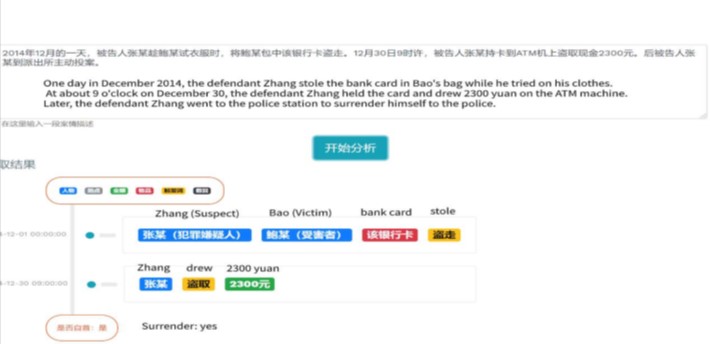 2014年12月的一天，被告人张某趁鲍某试衣服时，将鲍某包中该银行卡盗走。12月30日9时许，被告人张某持卡到ATM机上盗取现金2300元。后被告人张
某到派出所主动投案。
One day in December 2014, the defendant Zhang stole the bank card in Bao's bag while he tried on his clothes.
At about 9 o'clock on December 30, the defendant Zhang held the card and drew 2300 yuan on the ATM machine.
Later, the defendant Zhang went to the police station to surrender himself to the police.
在这里输入一段案情描述
开始分析
取结果
人物 地点 金额 物品 数目
Zhang (Suspect) Bao (Victim) bank card stole
-12-01 00:00:00 张某（犯罪嫌疑人） 鲍某（受害者） 该银行卡 盗走
Zhang drew 2300 yuan
-12-30 09:00:00 张某 盗取 2300元
是否自首：是 Surrender: yes